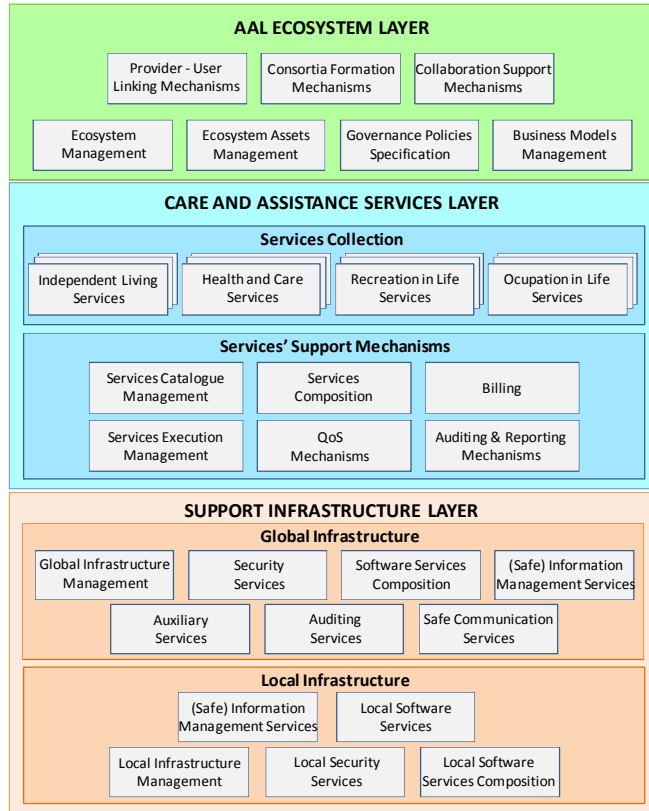 AAL ECOSYSTEM LAYER
Provider - User
Linking Mechanisms
Consortia Formation
Mechanisms
Collaboration Support
Mechanisms
Ecosystem
Management
Ecosystem Assets
Management
Governance Policies
Specification
Business Models
Management
CARE AND ASSISTANCE SERVICES LAYER
Services Collection
Independent Living
Services
Health and Care
Services
Recreation in Life
Services
Ocupation in Life
Services
Services’ Support Mechanisms
Services Catalogue
Management
Services
Composition
Billing
Services Execution
Management
QoS
Mechanisms
Auditing & Reporting
Mechanisms
SUPPORT INFRASTRUCTURE LAYER
Global Infrastructure
Global Infrastructure
Management
Security
Services
Software Services
Composition
(Safe) Information
Management Services
Auxiliary
Services
Auditing
Services
Safe Communication
Services
Local Infrastructure
(Safe) Information
Management Services
Local Software
Services
Local Infrastructure
Management
Local Security
Services
Local Software
Services Composition